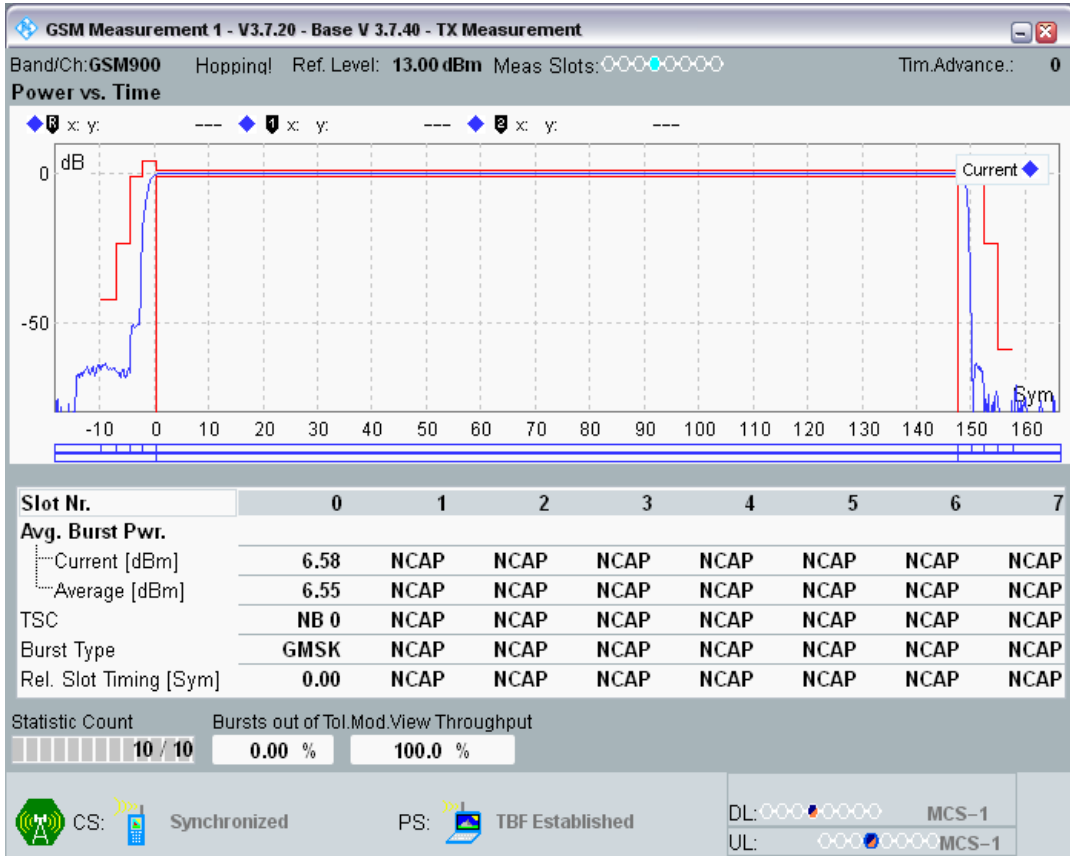 GSM Measurement 1 - V3.7.20 - Base V 3.7.40 - TX Measurement
Band/Ch:GSM900 Hopping! Ref. Level: 13.00 dBm Meas Slots: Tim.Advance.: 0
Power vs. Time
R x: y: --- 1 x: y: --- 2 x: y: ---
dB
Current
0
-50
Sym
-10 0 10 20 30 40 50 60 70 80 90 100 110 120 130 140 150 160
Slot Nr. 0 1 2 3 4 5 6 7
Avg. Burst Pwr.
Current [dBm] 6.58 NCAP NCAP NCAP NCAP NCAP NCAP NCAP
Average [dBm] 6.55 NCAP NCAP NCAP NCAP NCAP NCAP NCAP
TSC NB 0 NCAP NCAP NCAP NCAP NCAP NCAP NCAP
Burst Type GMSK NCAP NCAP NCAP NCAP NCAP NCAP NCAP
Rel. Slot Timing [Sym] 0.00 NCAP NCAP NCAP NCAP NCAP NCAP NCAP
Statistic Count Bursts out of Tol.Mod.View Throughput
10 / 10 0.00 % 100.0 %
CS: Synchronized PS: TBF Established
DL: MCS-1
UL: MCS-1